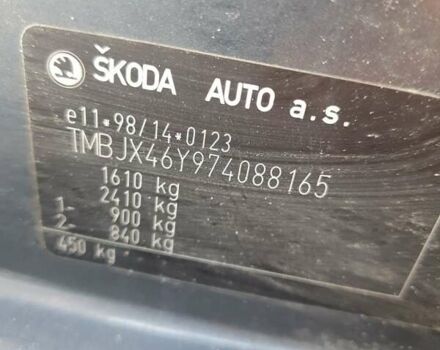 ŠKODA AUTO a.s.
e11*98/14*0123
TMBJX46Y974088165
1610 kg
2410 kg
1- 900 kg
2- 840 kg
450 kg